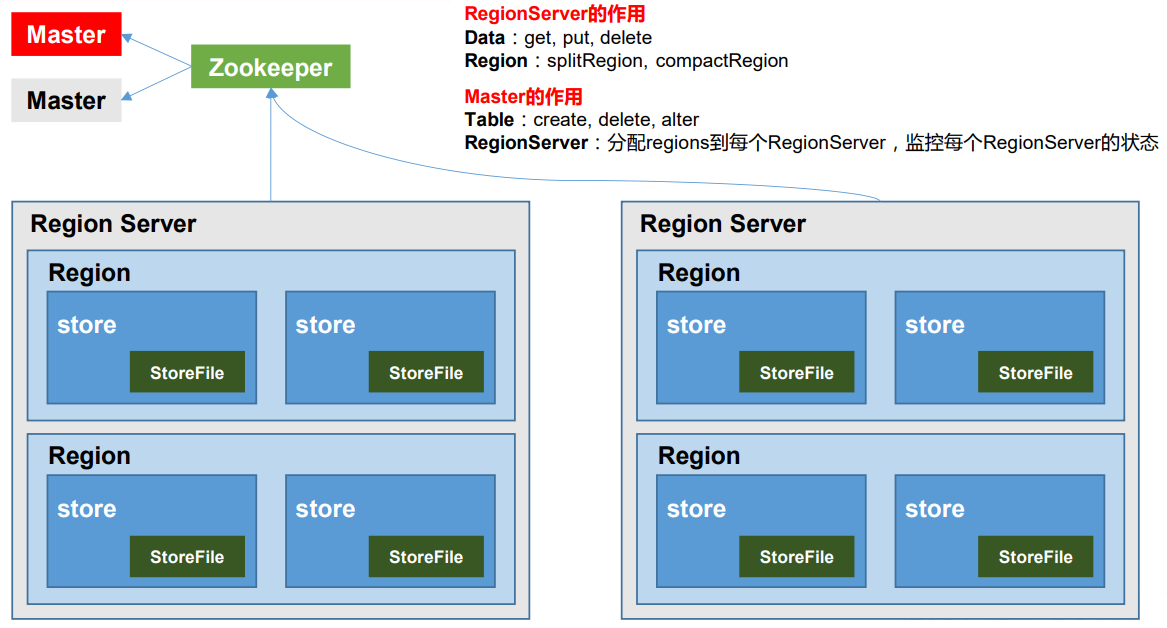 Master
Master
Zookeeper
RegionServer的作用
Data：get, put, delete
Region：splitRegion, compactRegion
Master的作用
Table：create, delete, alter
RegionServer：分配regions到每个RegionServer，监控每个RegionServer的状态
Region Server
Region
store
StoreFile
store
StoreFile
Region
store
StoreFile
store
StoreFile
Region Server
Region
store
StoreFile
store
StoreFile
Region
store
StoreFile
store
StoreFile